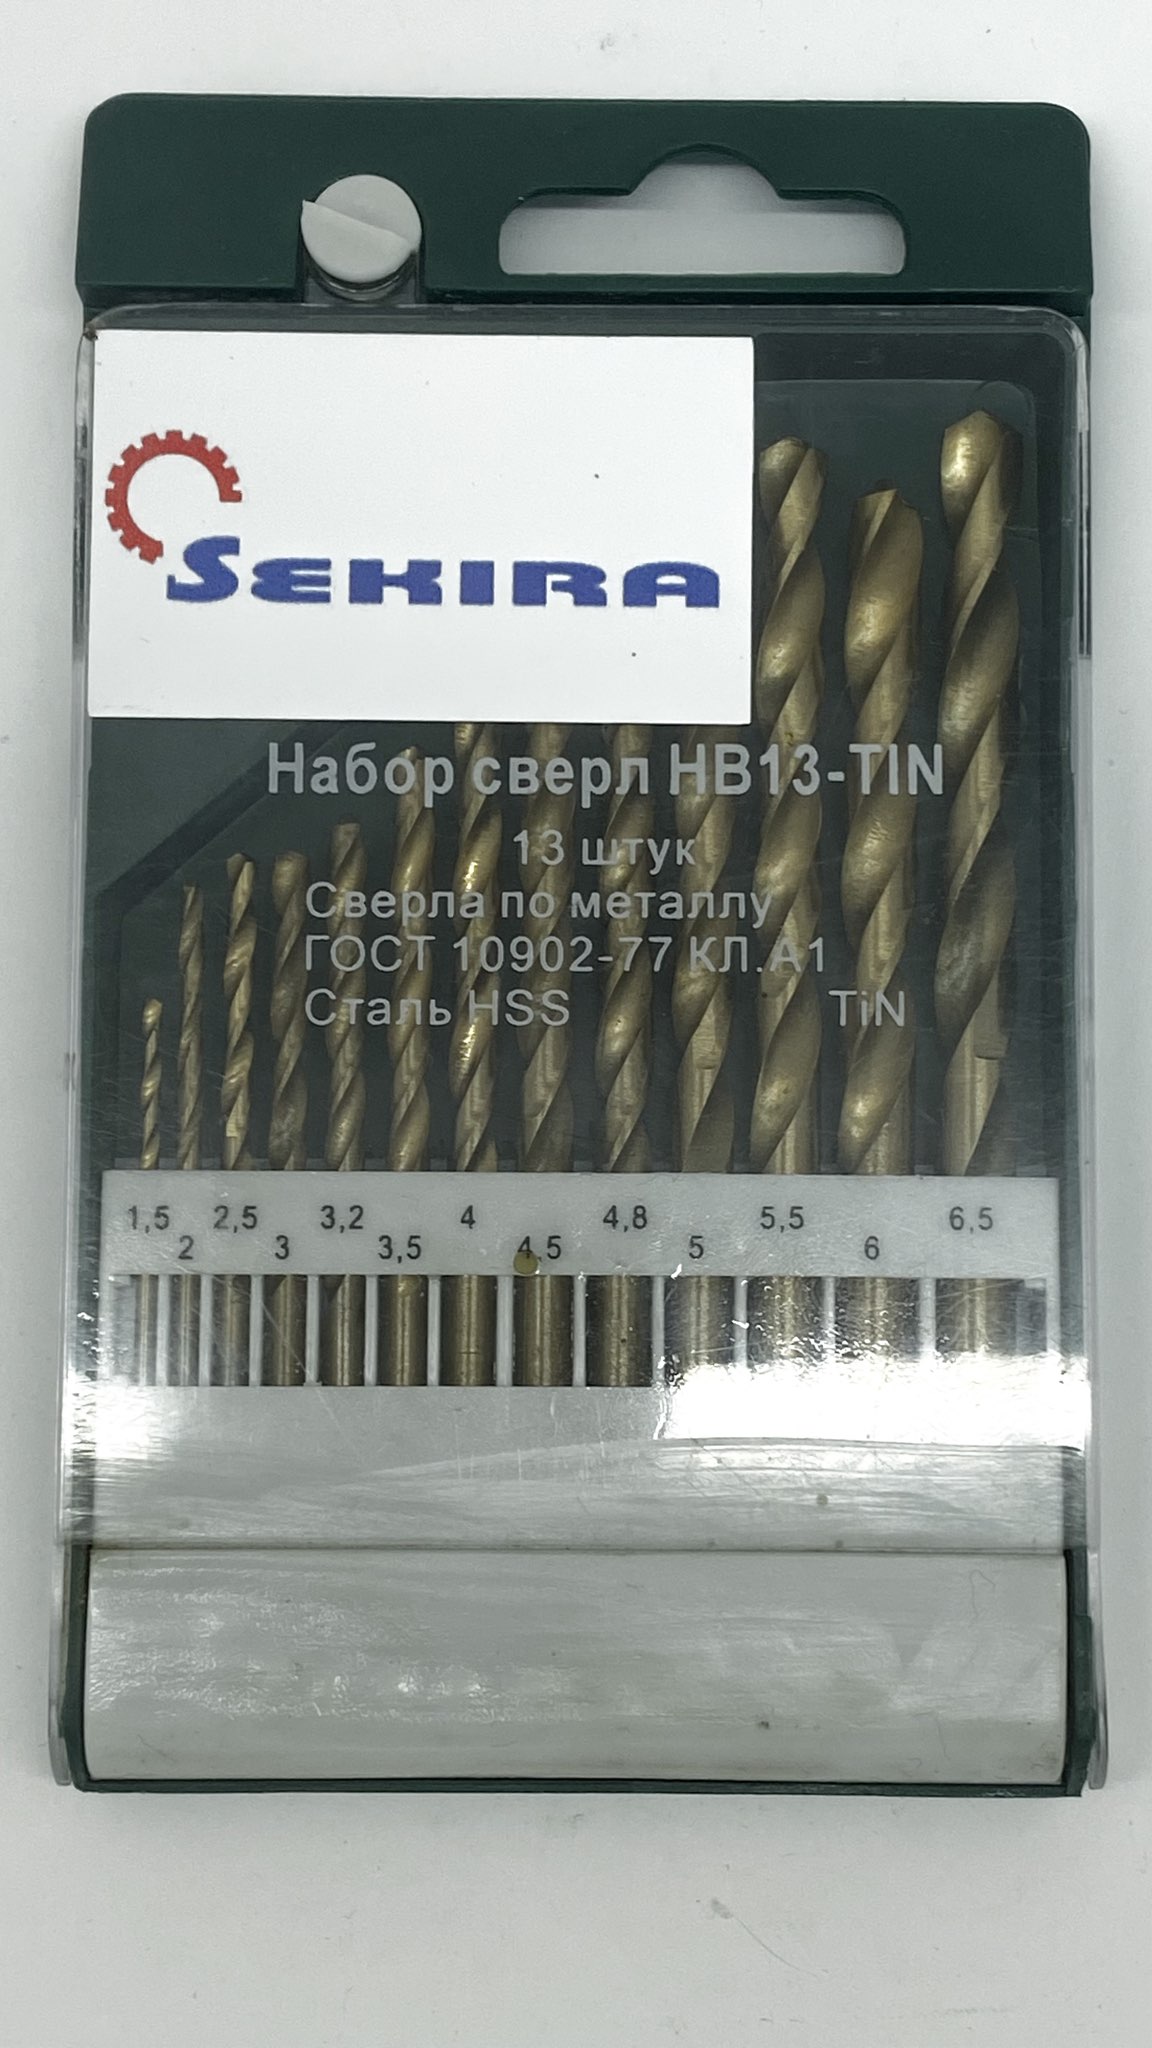 SEKIRA
Набор сверл НВ13-TIN
13 штук
Сверла по металлу
ГОСТ 10902-77 КЛ.А1
Сталь HSS TiN
1,5 2,5 3,2 4 4,8 5,5 6,5
2 3 3,5 4,5 5 6